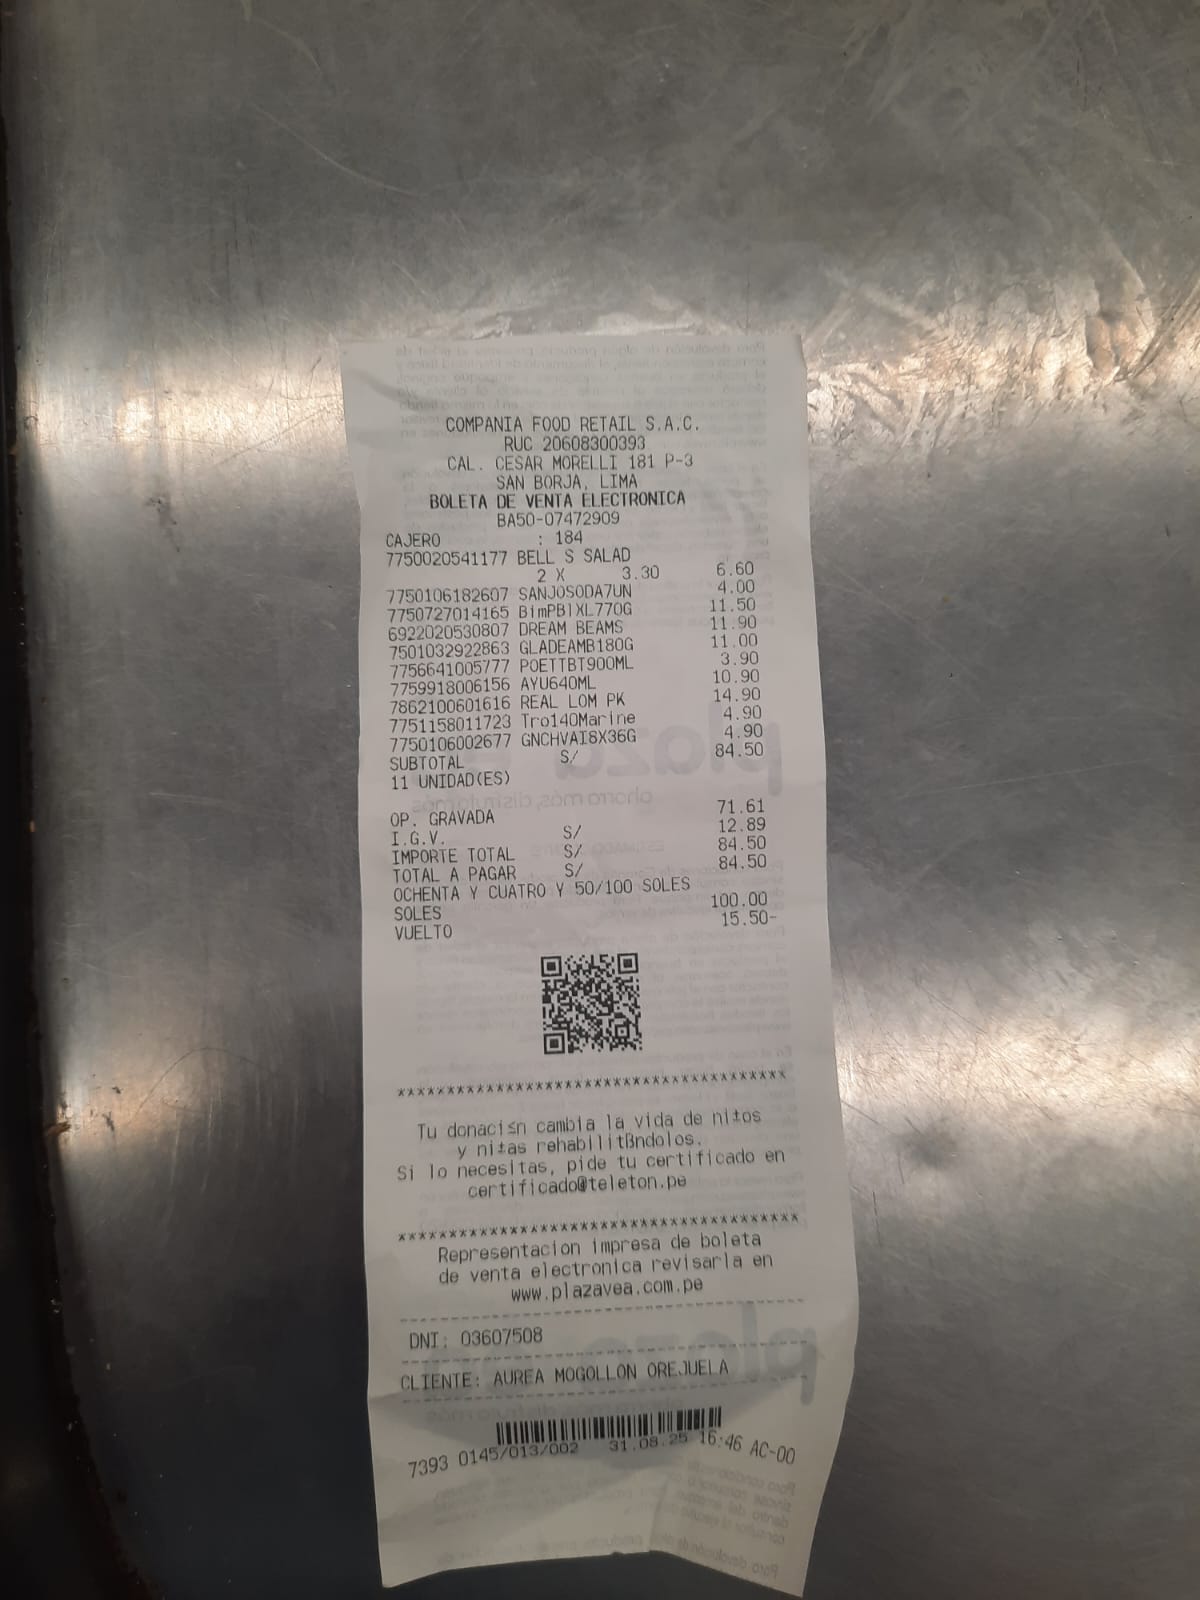 COMPANIA FOOD RETAIL S.A.C.
RUC 20608300393
CAL. CESAR MORELLI 181 P-3
SAN BORJA, LIMA
BOLETA DE VENTA ELECTRONICA
BA50-07472909
CAJERO : 184
7750020541177 BELL S SALAD
2 X 3.30 6.60
7750106182607 SANJOSODA7UN 4.00
7750727014165 BimPBlXL770G 11.50
6922020530807 DREAM BEAMS 11.90
7501032922863 GLADEAMB180G 11.00
7756641005777 POETTBT900ML 3.90
7759918006156 AYU640ML 10.90
7862100601616 REAL LOM PK 14.90
7751158011723 Tro140Marine 4.90
7750106002677 GNCHVAI8X36G 4.90
SUBTOTAL S/ 84.50
11 UNIDAD(ES)
OP. GRAVADA 71.61
I.G.V. S/ 12.89
IMPORTE TOTAL S/ 84.50
TOTAL A PAGAR S/ 84.50
OCHENTA Y CUATRO Y 50/100 SOLES
SOLES 100.00
VUELTO 15.50-
****************************************
Tu donaci≤n cambia la vida de ni±os
y ni±as rehabilitßndolos.
Si lo necesitas, pide tu certificado en
certificado@teleton.pe
****************************************
Representacion impresa de boleta
de venta electronica revisarla en
www.plazavea.com.pe
DNI: 03607508
CLIENTE: AUREA MOGOLLON OREJUELA
7393 0145/013/002 31.08.25 16:46 AC-00